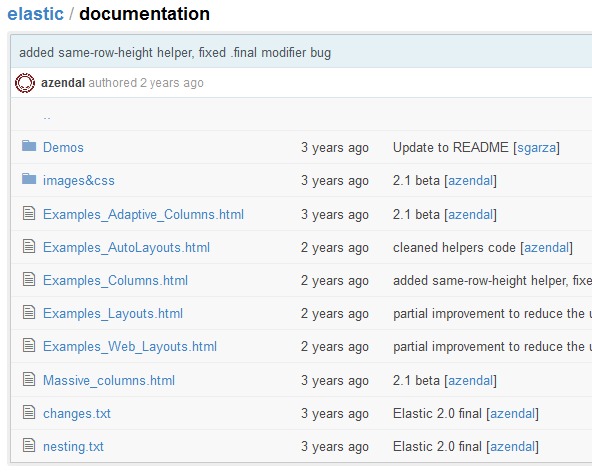 elastic / documentation
added same-row-height helper, fixed .final modifier bug
azendal authored 2 years ago
..
Demos 3 years ago Update to README [sgarza]
images&css 3 years ago 2.1 beta [azendal]
Examples_Adaptive_Columns.html 3 years ago 2.1 beta [azendal]
Examples_AutoLayouts.html 2 years ago cleaned helpers code [azendal]
Examples_Columns.html 2 years ago added same-row-height helper, fixe
Examples_Layouts.html 2 years ago partial improvement to reduce the u
Examples_Web_Layouts.html 2 years ago partial improvement to reduce the u
Massive_columns.html 3 years ago 2.1 beta [azendal]
changes.txt 3 years ago Elastic 2.0 final [azendal]
nesting.txt 3 years ago Elastic 2.0 final [azendal]